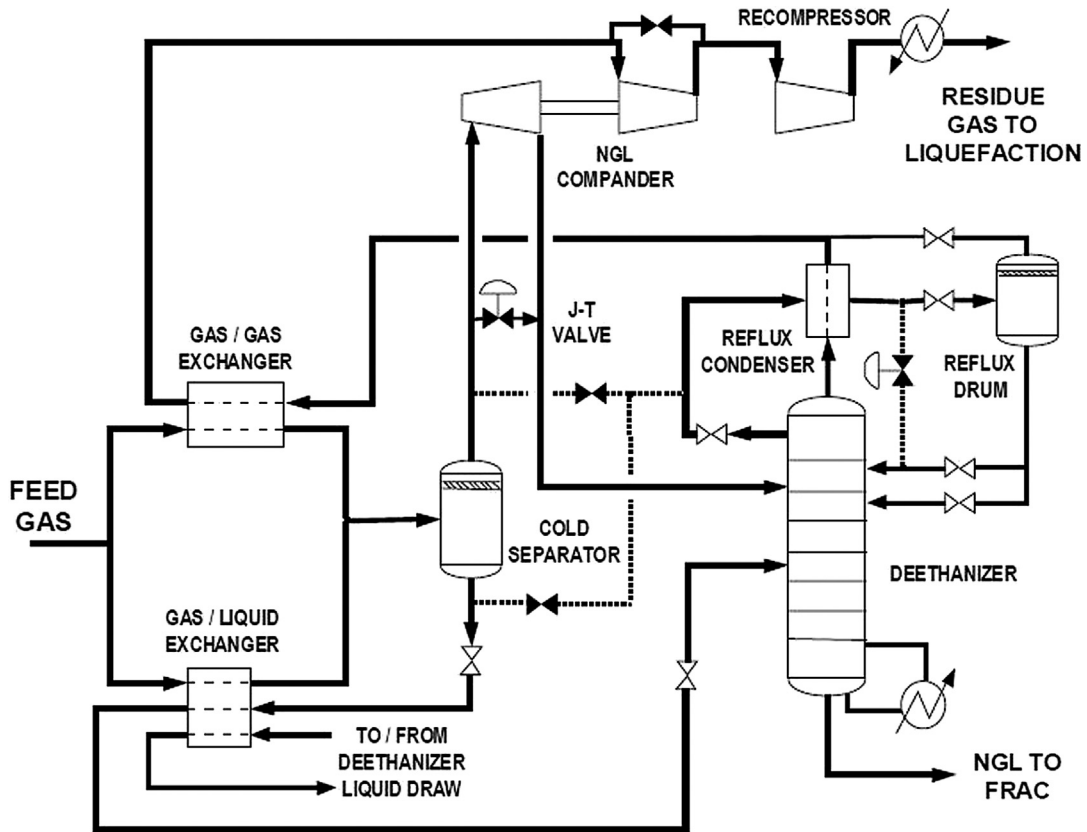 RECOMPRESSOR
RESIDUE
GAS TO
LIQUEFACTION
NGL
COMPANDER
J-T
VALVE
GAS / GAS
EXCHANGER
REFLUX
CONDENSER
REFLUX
DRUM
FEED
GAS
COLD
SEPARATOR
DEETHANIZER
GAS / LIQUID
EXCHANGER
TO / FROM
DEETHANIZER
LIQUID DRAW
NGL TO
FRAC